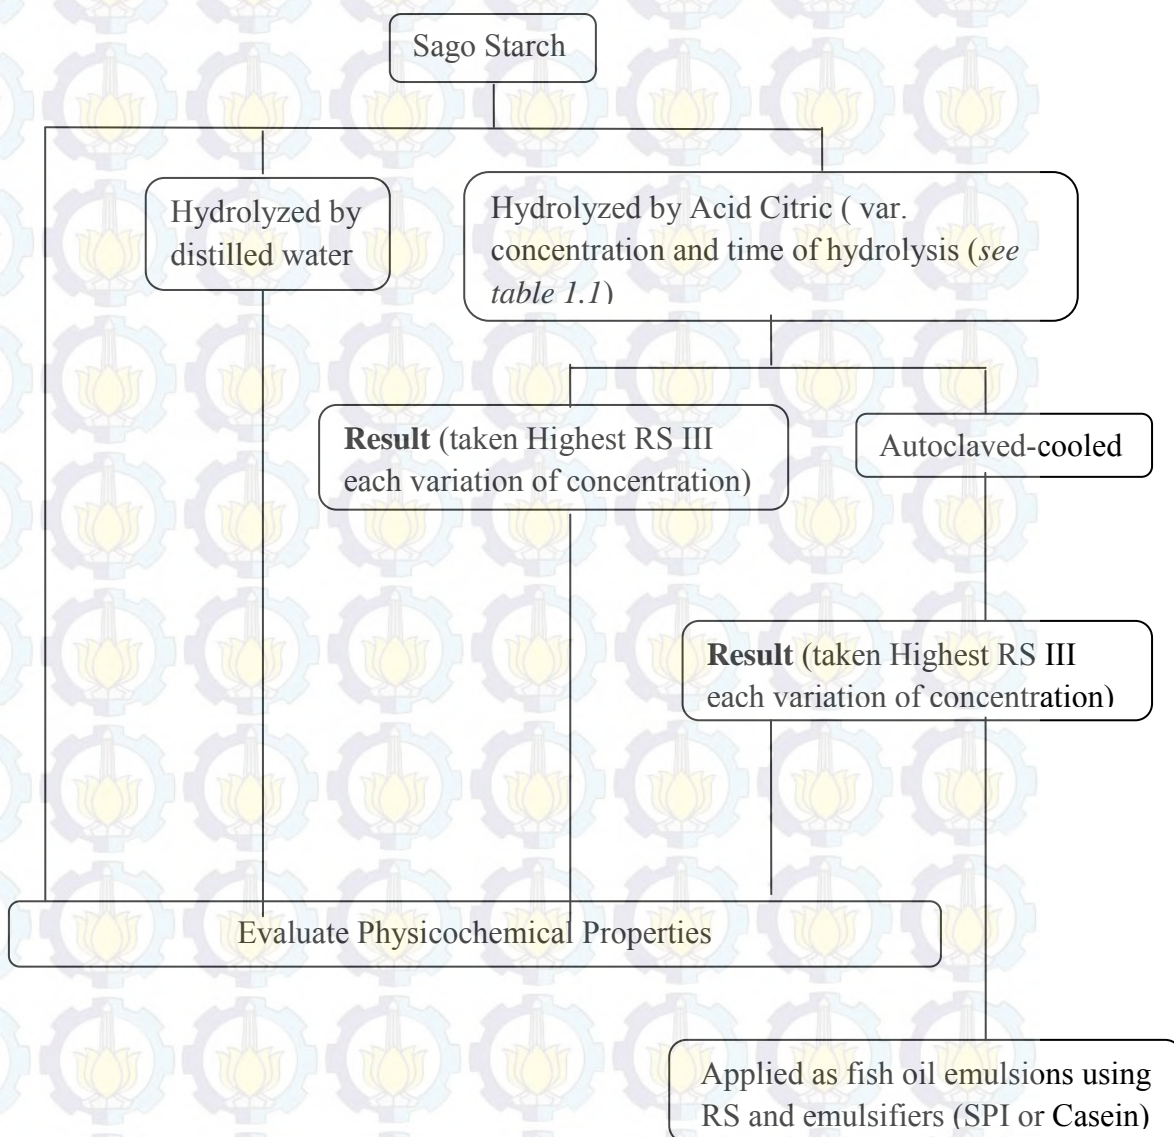 Sago Starch
Hydrolyzed by
distilled water
Hydrolyzed by Acid Citric ( var.
concentration and time of hydrolysis (see
table 1.1)
Result (taken Highest RS III
each variation of concentration)
Autoclaved-cooled
Result (taken Highest RS III
each variation of concentration)
Evaluate Physicochemical Properties
Applied as fish oil emulsions using
RS and emulsifiers (SPI or Casein)